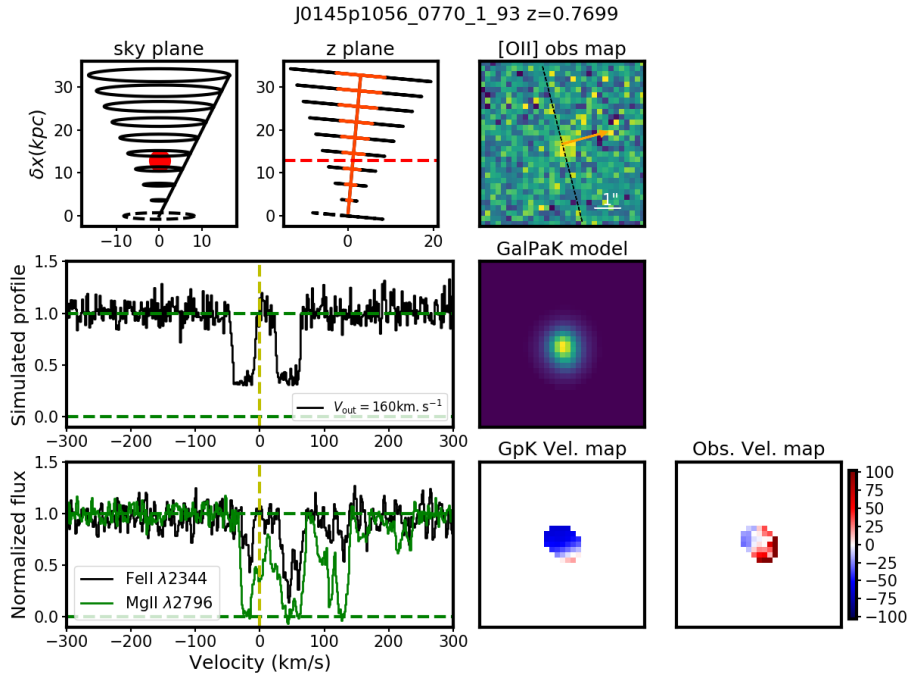 J0145p1056_0770_1_93 z=0.7699
sky plane
z plane
[OII] obs map
δx(kpc)
30
20
10
0
−10 0 10
0 20
1"
GalPaK model
Simulated profile
1.5
1.0
0.5
0.0
V_out = 160km.s⁻¹
−300 −200 −100 0 100 200 300
GpK Vel. map
Obs. Vel. map
Normalized flux
1.5
1.0
0.5
0.0
FeII λ2344
MgII λ2796
−300 −200 −100 0 100 200 300
Velocity (km/s)
100
75
50
25
0
−25
−50
−75
−100